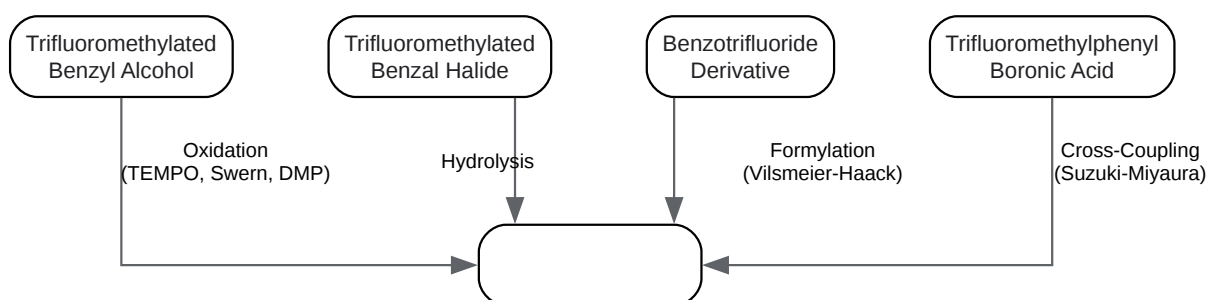 Trifluoromethylated
Benzyl Alcohol
Trifluoromethylated
Benzal Halide
Benzotrifluoride
Derivative
Trifluoromethylphenyl
Boronic Acid
Oxidation
(TEMPO, Swern, DMP)
Hydrolysis
Formylation
(Vilsmeier-Haack)
Cross-Coupling
(Suzuki-Miyaura)